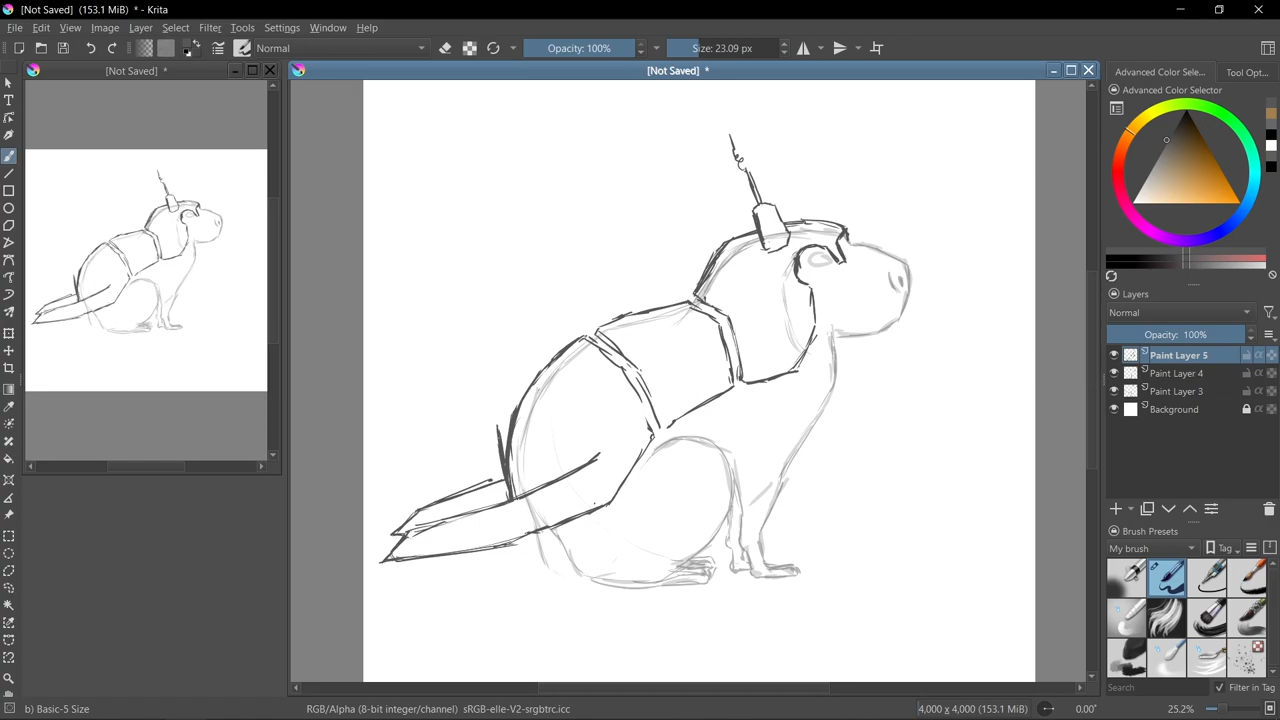 [Not Saved] (153.1 MiB) * - Krita
File Edit View Image Layer Select Filter Tools Settings Window Help
Normal
Opacity: 100%
Size: 23.09 px
[Not Saved] *
[Not Saved] *
Advanced Color Sele...
Tool Opt...
Advanced Color Selector
Layers
Normal
Opacity: 100%
Paint Layer 5
Paint Layer 4
Paint Layer 3
Background
Brush Presets
My brush
Tag
Search
Filter in Tag
b) Basic-5 Size
RGB/Alpha (8-bit integer/channel) sRGB-elle-V2-srgbtrc.icc
4,000 x 4,000 (153.1 MiB)
0.00°
25.2%